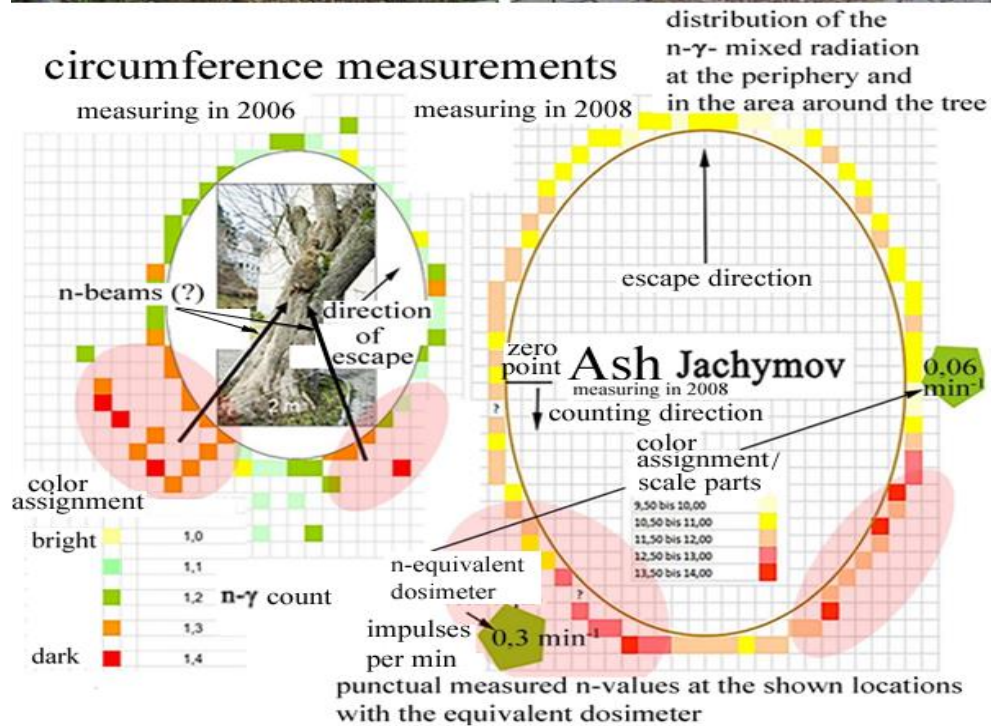 distribution of the
n-γ- mixed radiation
at the periphery and
in the area around the tree
circumference measurements
measuring in 2006
measuring in 2008
n-beams (?)
direction
of
escape
2 m
escape direction
zero
point
Ash Jachymov
measuring in 2008
counting direction
?
0,06
min⁻¹
color
assignment/
scale parts
9,50 bis 10,00
10,50 bis 11,00
11,50 bis 12,00
12,50 bis 13,00
13,50 bis 14,00
color
assignment
bright
1,0
1,1
1,2
n-γ count
1,3
dark
1,4
n-equivalent
dosimeter
?
impulses
per min
0,3 min⁻¹
punctual measured n-values at the shown locations
with the equivalent dosimeter